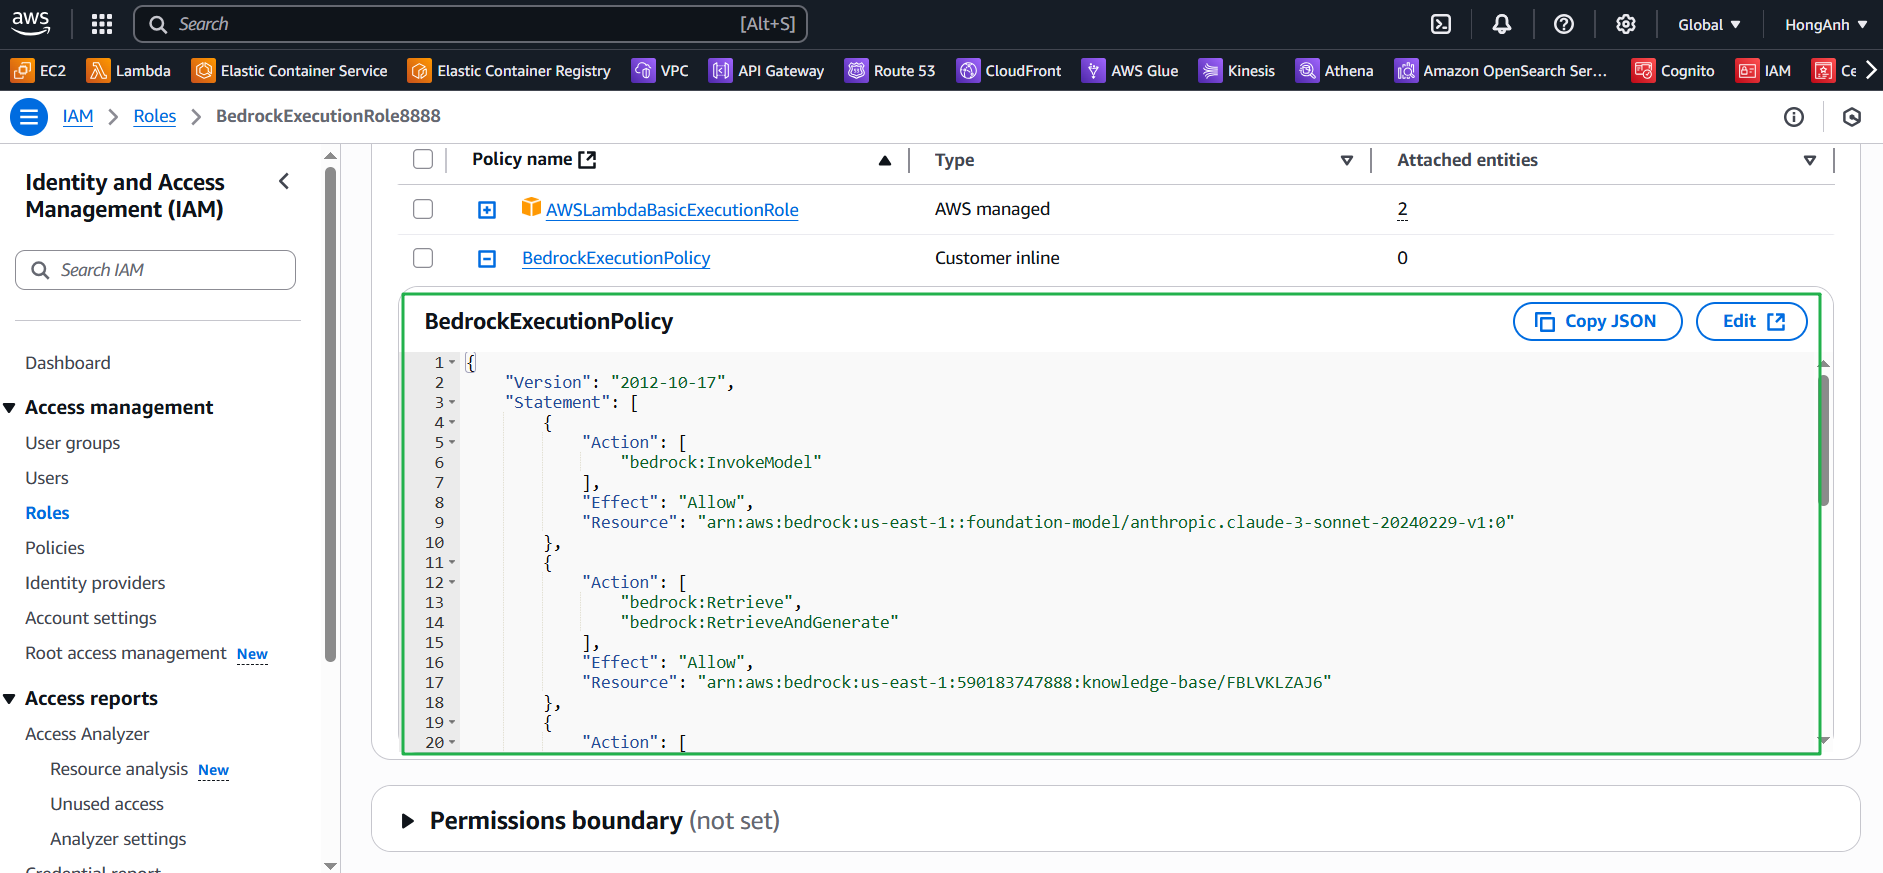 aws
Search [Alt+S]
Global HongAnh
EC2 Lambda Elastic Container Service Elastic Container Registry VPC API Gateway Route 53 CloudFront AWS Glue Kinesis Athena Amazon OpenSearch Ser... Cognito IAM Ce
IAM Roles BedrockExecutionRole8888
Identity and Access
Management (IAM)
Search IAM
Dashboard
Access management
User groups
Users
Roles
Policies
Identity providers
Account settings
Root access management New
Access reports
Access Analyzer
Resource analysis New
Unused access
Analyzer settings
Credential report
Policy name Type Attached entities
AWSLambdaBasicExecutionRole AWS managed 2
BedrockExecutionPolicy Customer inline 0
BedrockExecutionPolicy Copy JSON Edit
1 {
2 "Version": "2012-10-17",
3 "Statement": [
4 {
5 "Action": [
6 "bedrock:InvokeModel"
7 ],
8 "Effect": "Allow",
9 "Resource": "arn:aws:bedrock:us-east-1::foundation-model/anthropic.claude-3-sonnet-20240229-v1:0"
10 },
11 {
12 "Action": [
13 "bedrock:Retrieve",
14 "bedrock:RetrieveAndGenerate"
15 ],
16 "Effect": "Allow",
17 "Resource": "arn:aws:bedrock:us-east-1:590183747888:knowledge-base/FBLVKLZAJ6"
18 },
19 {
20 "Action": [
Permissions boundary (not set)